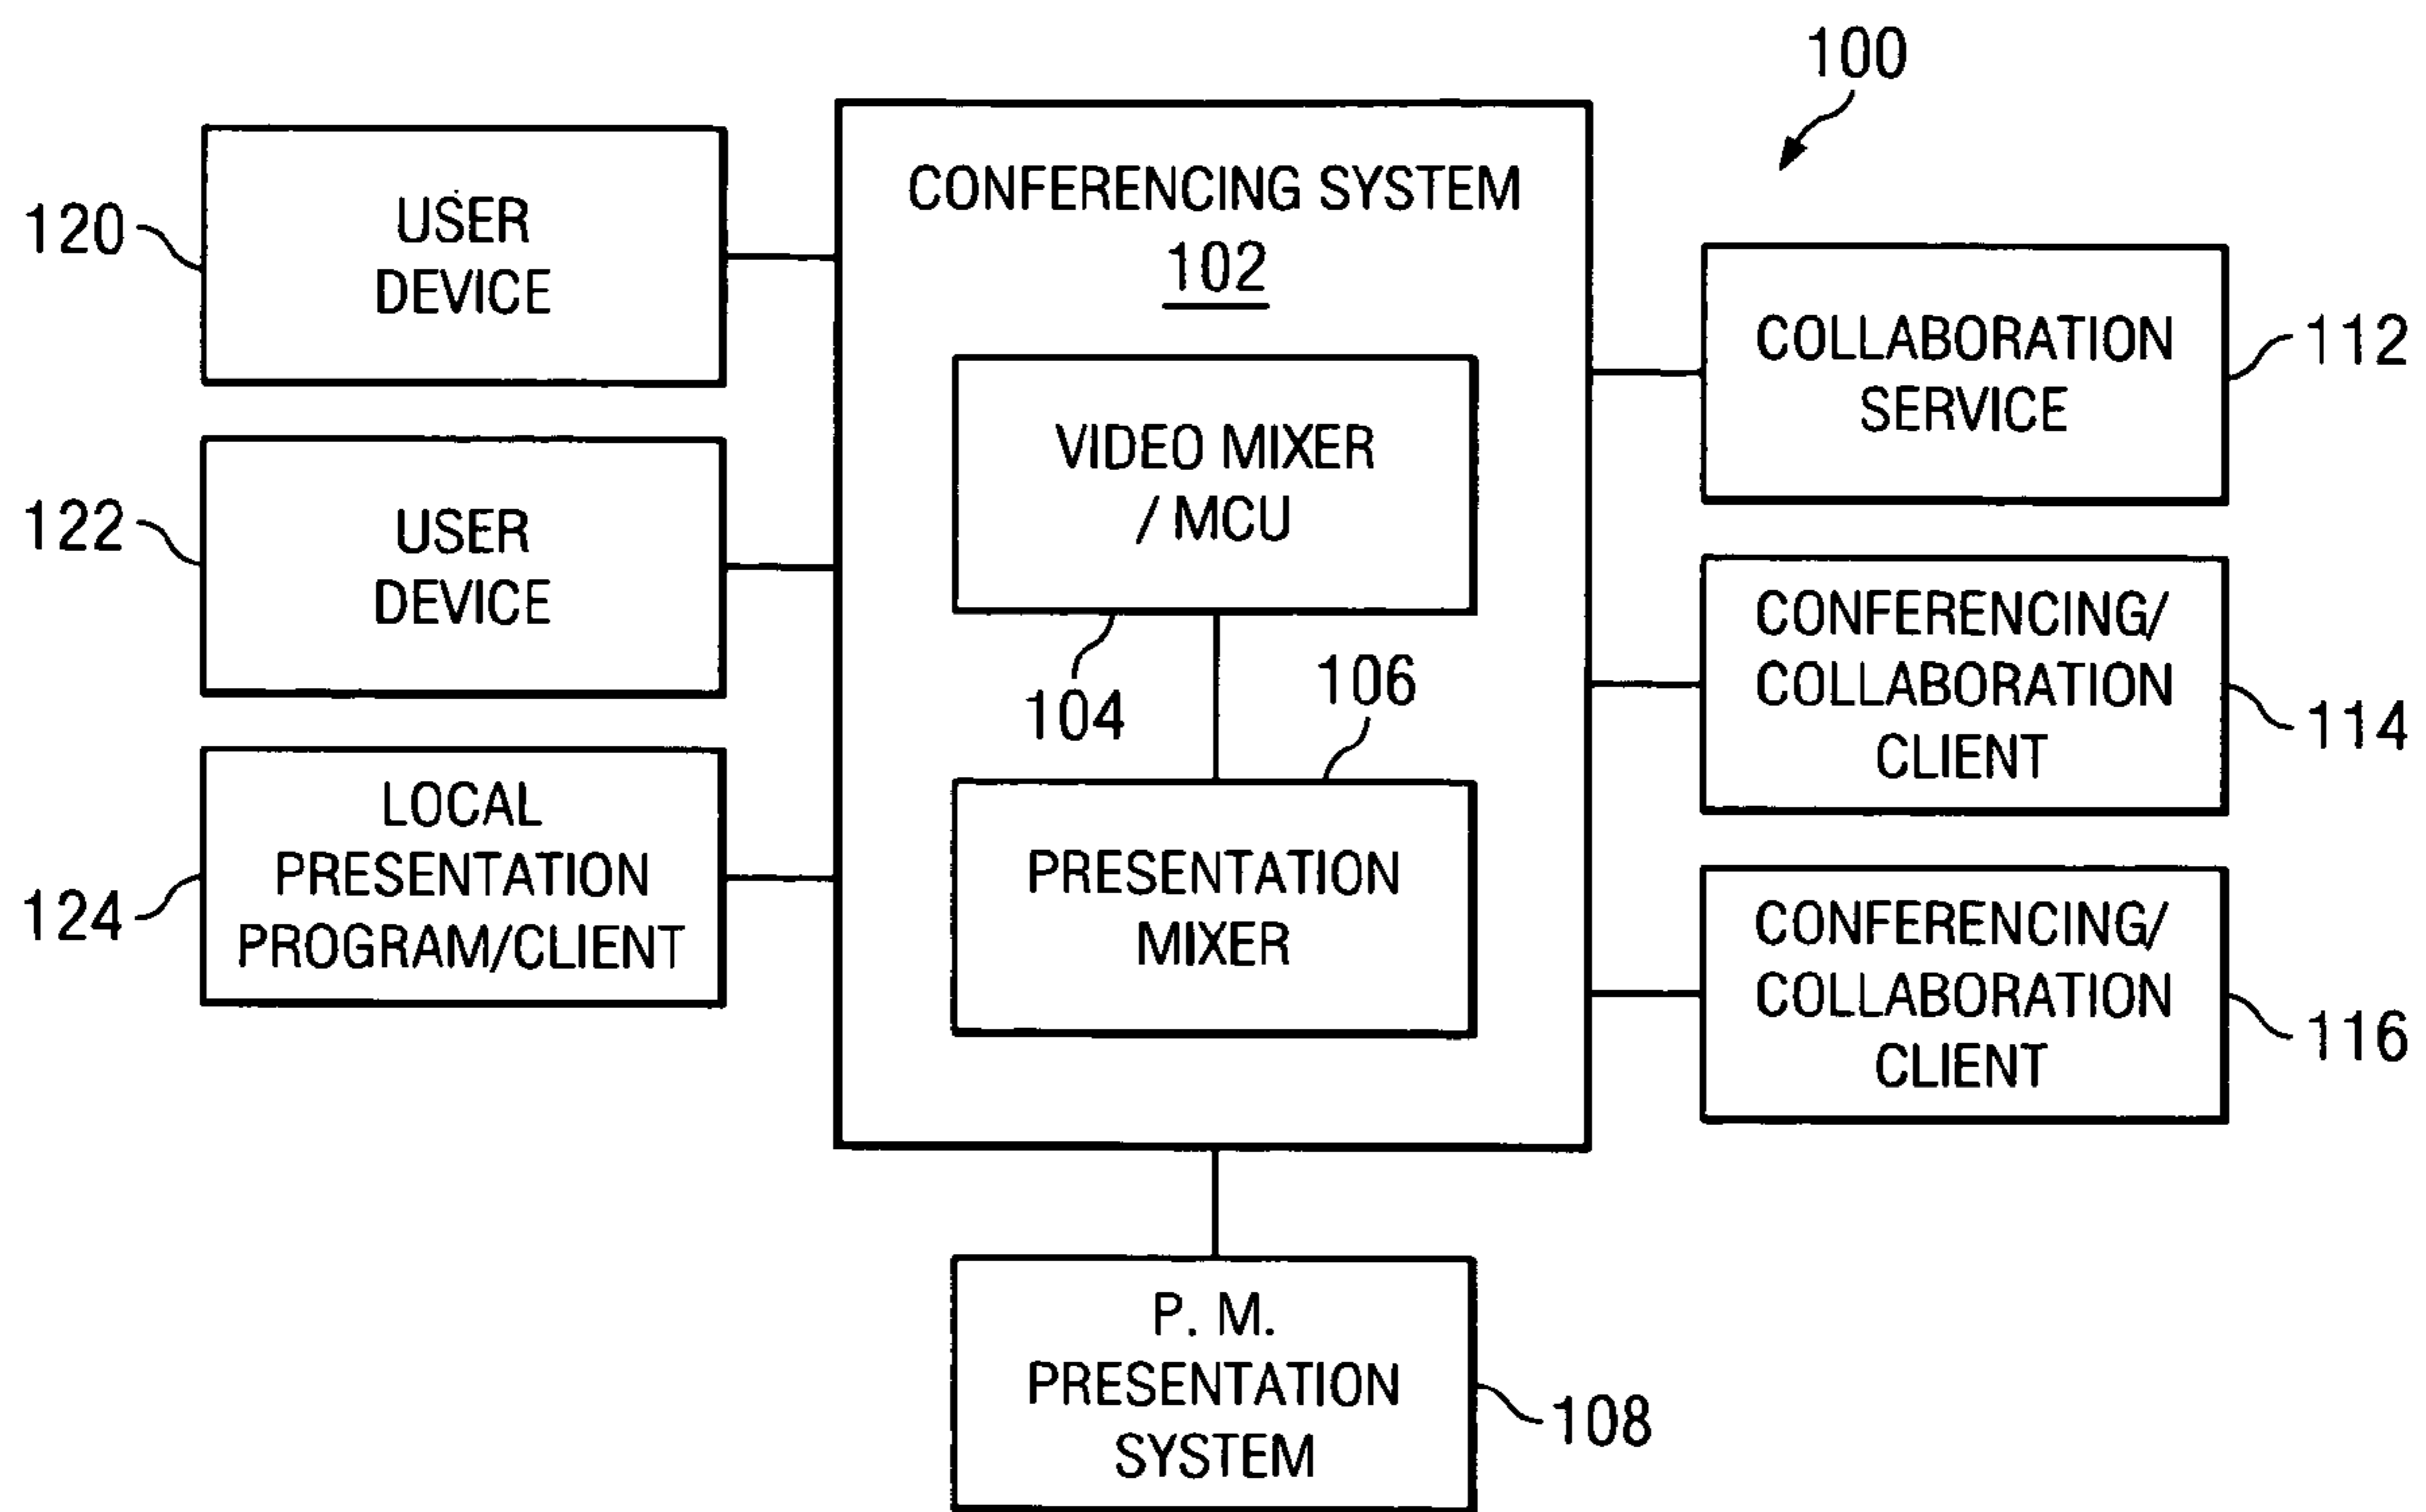 100
120
USER
DEVICE
122
USER
DEVICE
124
LOCAL
PRESENTATION
PROGRAM/CLIENT
CONFERENCING SYSTEM
102
VIDEO MIXER
/ MCU
104
106
PRESENTATION
MIXER
COLLABORATION
SERVICE
112
CONFERENCING/
COLLABORATION
CLIENT
114
CONFERENCING/
COLLABORATION
CLIENT
116
P. M.
PRESENTATION
SYSTEM
108